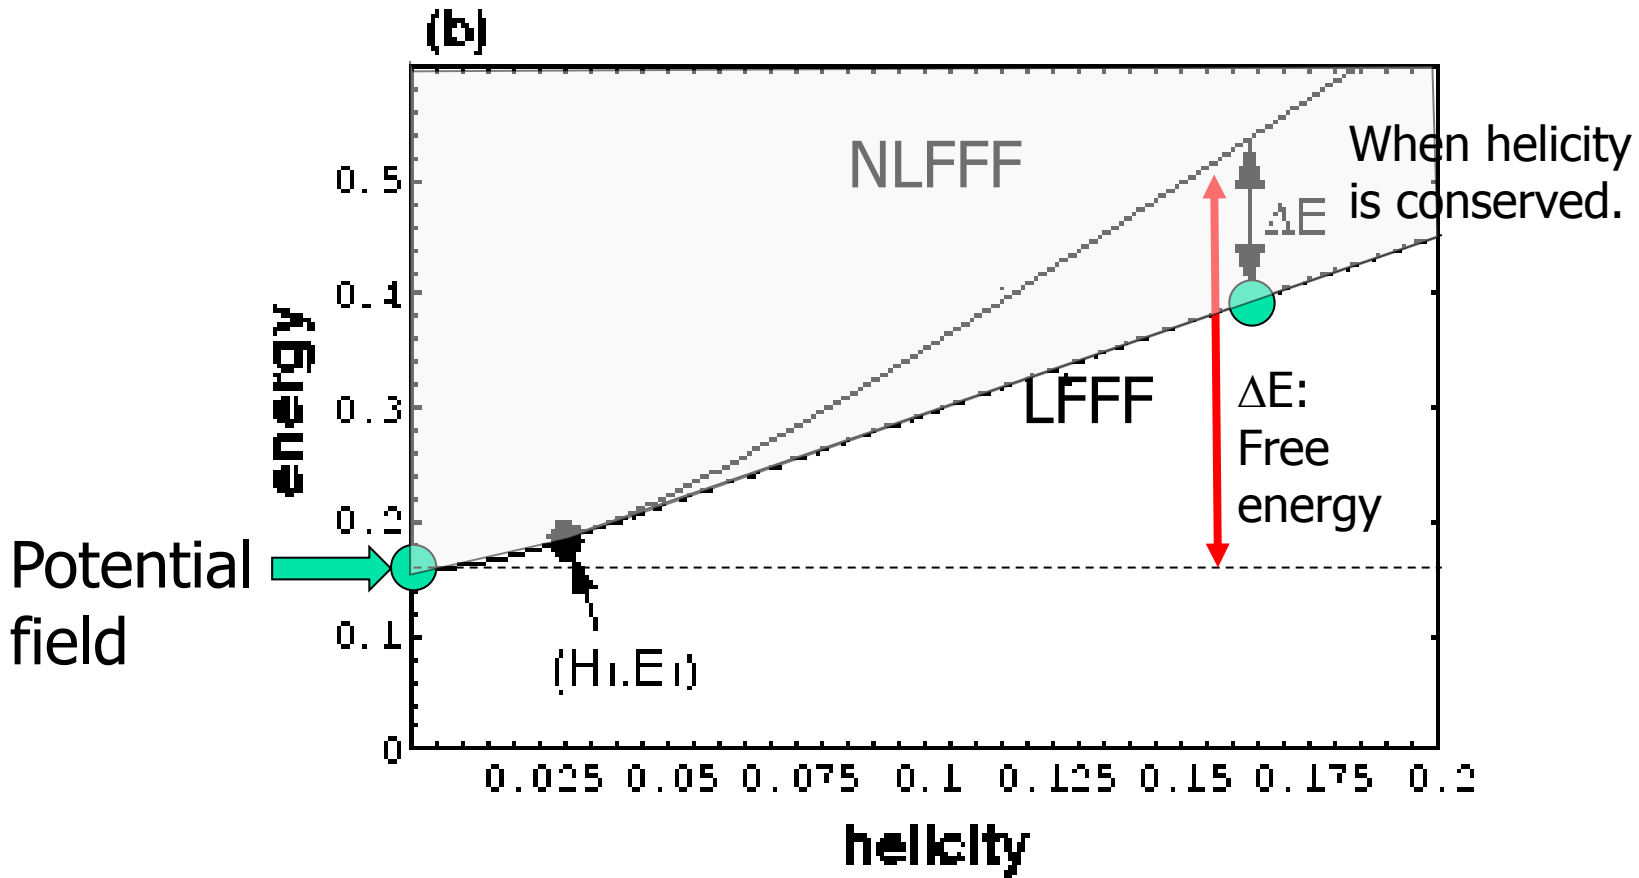 (b)
NLFFF
When helicity
is conserved.
ΔE
0.5
0.4
0.3
0.2
0.1
0
energy
LFFF
ΔE:
Free
energy
Potential
field
(H₁.E₁)
0.025 0.05 0.075 0.1 0.125 0.15 0.175 0.2
helicity